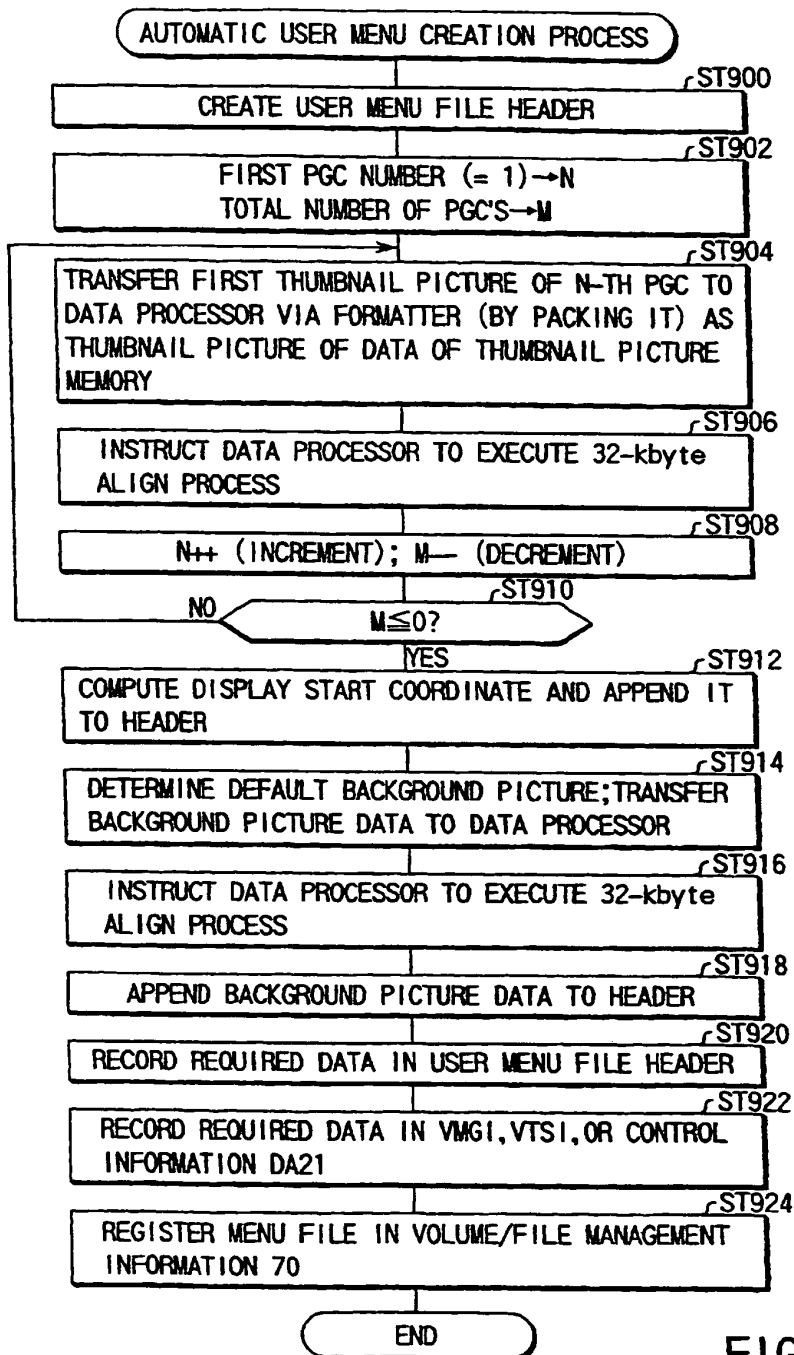 AUTOMATIC USER MENU CREATION PROCESS
ST900
CREATE USER MENU FILE HEADER
ST902
FIRST PGC NUMBER (= 1)→N
TOTAL NUMBER OF PGC'S→M
ST904
TRANSFER FIRST THUMBNAIL PICTURE OF N-TH PGC TO
DATA PROCESSOR VIA FORMATTER (BY PACKING IT) AS
THUMBNAIL PICTURE OF DATA OF THUMBNAIL PICTURE
MEMORY
ST906
INSTRUCT DATA PROCESSOR TO EXECUTE 32-kbyte
ALIGN PROCESS
ST908
N++ (INCREMENT); M-- (DECREMENT)
ST910
NO
M≦0?
YES
ST912
COMPUTE DISPLAY START COORDINATE AND APPEND IT
TO HEADER
ST914
DETERMINE DEFAULT BACKGROUND PICTURE;TRANSFER
BACKGROUND PICTURE DATA TO DATA PROCESSOR
ST916
INSTRUCT DATA PROCESSOR TO EXECUTE 32-kbyte
ALIGN PROCESS
ST918
APPEND BACKGROUND PICTURE DATA TO HEADER
ST920
RECORD REQUIRED DATA IN USER MENU FILE HEADER
ST922
RECORD REQUIRED DATA IN VMGI,VTSI,OR CONTROL
INFORMATION DA21
ST924
REGISTER MENU FILE IN VOLUME/FILE MANAGEMENT
INFORMATION 70
END
FIG